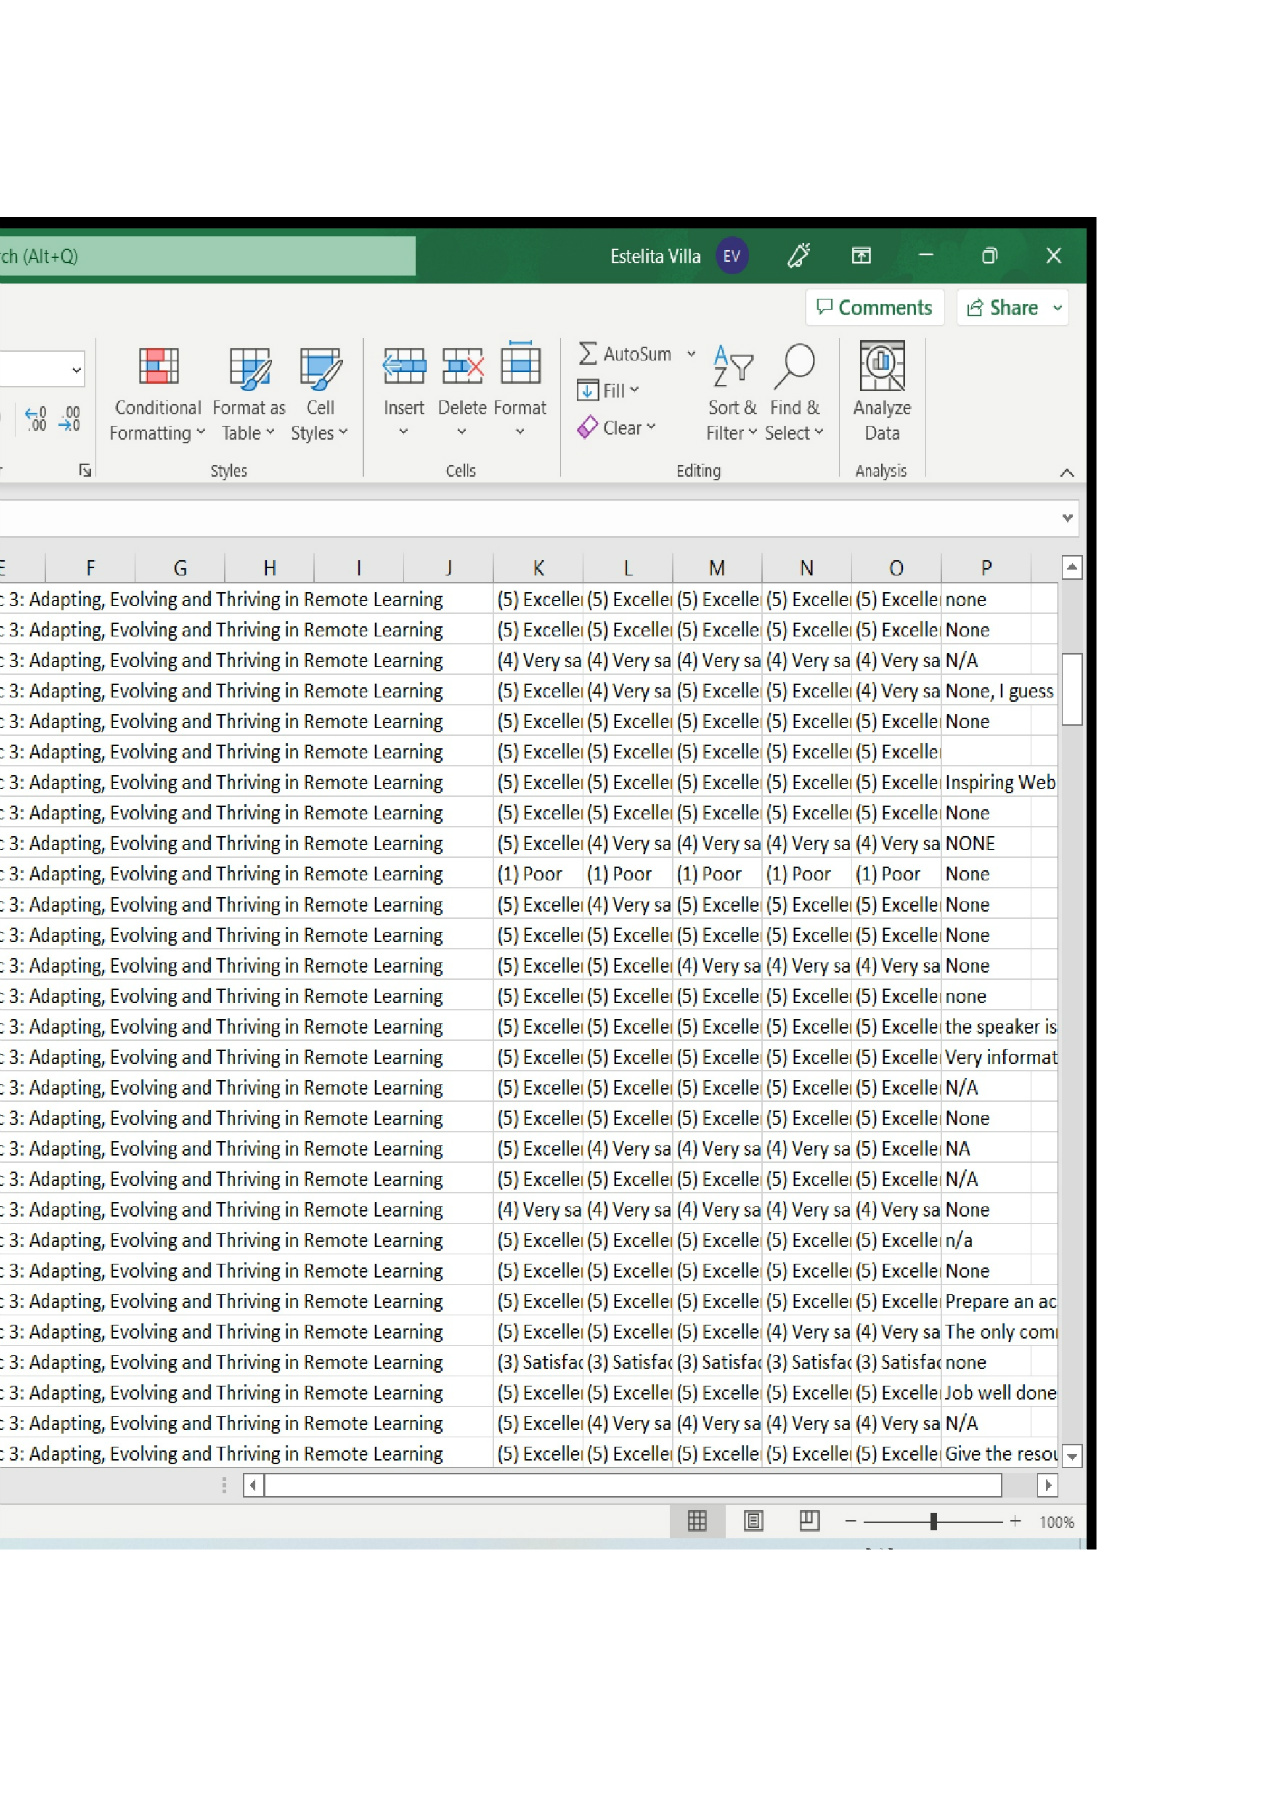 rch (Alt+Q) Estelita Villa EV
Comments Share
Conditional Formatting Format as Table Cell Styles Insert Delete Format AutoSum Fill Clear Sort & Filter Find & Select Analyze Data
Styles Cells Editing Analysis
E F G H I J K L M N O P
c 3: Adapting, Evolving and Thriving in Remote Learning (5) Excelle (5) Excelle (5) Excelle (5) Excelle (5) Excelle none
c 3: Adapting, Evolving and Thriving in Remote Learning (5) Excelle (5) Excelle (5) Excelle (5) Excelle (5) Excelle None
c 3: Adapting, Evolving and Thriving in Remote Learning (4) Very sa (4) Very sa (4) Very sa (4) Very sa (4) Very sa N/A
c 3: Adapting, Evolving and Thriving in Remote Learning (5) Excelle (4) Very sa (5) Excelle (5) Excelle (4) Very sa None, I guess
c 3: Adapting, Evolving and Thriving in Remote Learning (5) Excelle (5) Excelle (5) Excelle (5) Excelle (5) Excelle None
c 3: Adapting, Evolving and Thriving in Remote Learning (5) Excelle (5) Excelle (5) Excelle (5) Excelle (5) Excelle
c 3: Adapting, Evolving and Thriving in Remote Learning (5) Excelle (5) Excelle (5) Excelle (5) Excelle (5) Excelle Inspiring Web
c 3: Adapting, Evolving and Thriving in Remote Learning (5) Excelle (5) Excelle (5) Excelle (5) Excelle (5) Excelle None
c 3: Adapting, Evolving and Thriving in Remote Learning (5) Excelle (4) Very sa (4) Very sa (4) Very sa (4) Very sa NONE
c 3: Adapting, Evolving and Thriving in Remote Learning (1) Poor (1) Poor (1) Poor (1) Poor (1) Poor None
c 3: Adapting, Evolving and Thriving in Remote Learning (5) Excelle (4) Very sa (5) Excelle (5) Excelle (5) Excelle None
c 3: Adapting, Evolving and Thriving in Remote Learning (5) Excelle (5) Excelle (5) Excelle (5) Excelle (5) Excelle None
c 3: Adapting, Evolving and Thriving in Remote Learning (5) Excelle (5) Excelle (4) Very sa (4) Very sa (4) Very sa None
c 3: Adapting, Evolving and Thriving in Remote Learning (5) Excelle (5) Excelle (5) Excelle (5) Excelle (5) Excelle none
c 3: Adapting, Evolving and Thriving in Remote Learning (5) Excelle (5) Excelle (5) Excelle (5) Excelle (5) Excelle the speaker is
c 3: Adapting, Evolving and Thriving in Remote Learning (5) Excelle (5) Excelle (5) Excelle (5) Excelle (5) Excelle Very informat
c 3: Adapting, Evolving and Thriving in Remote Learning (5) Excelle (5) Excelle (5) Excelle (5) Excelle (5) Excelle N/A
c 3: Adapting, Evolving and Thriving in Remote Learning (5) Excelle (5) Excelle (5) Excelle (5) Excelle (5) Excelle None
c 3: Adapting, Evolving and Thriving in Remote Learning (5) Excelle (4) Very sa (4) Very sa (4) Very sa (5) Excelle NA
c 3: Adapting, Evolving and Thriving in Remote Learning (5) Excelle (5) Excelle (5) Excelle (5) Excelle (5) Excelle N/A
c 3: Adapting, Evolving and Thriving in Remote Learning (4) Very sa (4) Very sa (4) Very sa (4) Very sa (4) Very sa None
c 3: Adapting, Evolving and Thriving in Remote Learning (5) Excelle (5) Excelle (5) Excelle (5) Excelle (5) Excelle n/a
c 3: Adapting, Evolving and Thriving in Remote Learning (5) Excelle (5) Excelle (5) Excelle (5) Excelle (5) Excelle None
c 3: Adapting, Evolving and Thriving in Remote Learning (5) Excelle (5) Excelle (5) Excelle (5) Excelle (5) Excelle Prepare an ac
c 3: Adapting, Evolving and Thriving in Remote Learning (5) Excelle (5) Excelle (5) Excelle (4) Very sa (4) Very sa The only com
c 3: Adapting, Evolving and Thriving in Remote Learning (3) Satisfac (3) Satisfac (3) Satisfac (3) Satisfac (3) Satisfac none
c 3: Adapting, Evolving and Thriving in Remote Learning (5) Excelle (5) Excelle (5) Excelle (5) Excelle (5) Excelle Job well done
c 3: Adapting, Evolving and Thriving in Remote Learning (5) Excelle (4) Very sa (4) Very sa (4) Very sa (4) Very sa N/A
c 3: Adapting, Evolving and Thriving in Remote Learning (5) Excelle (5) Excelle (5) Excelle (5) Excelle (5) Excelle Give the resou
100%